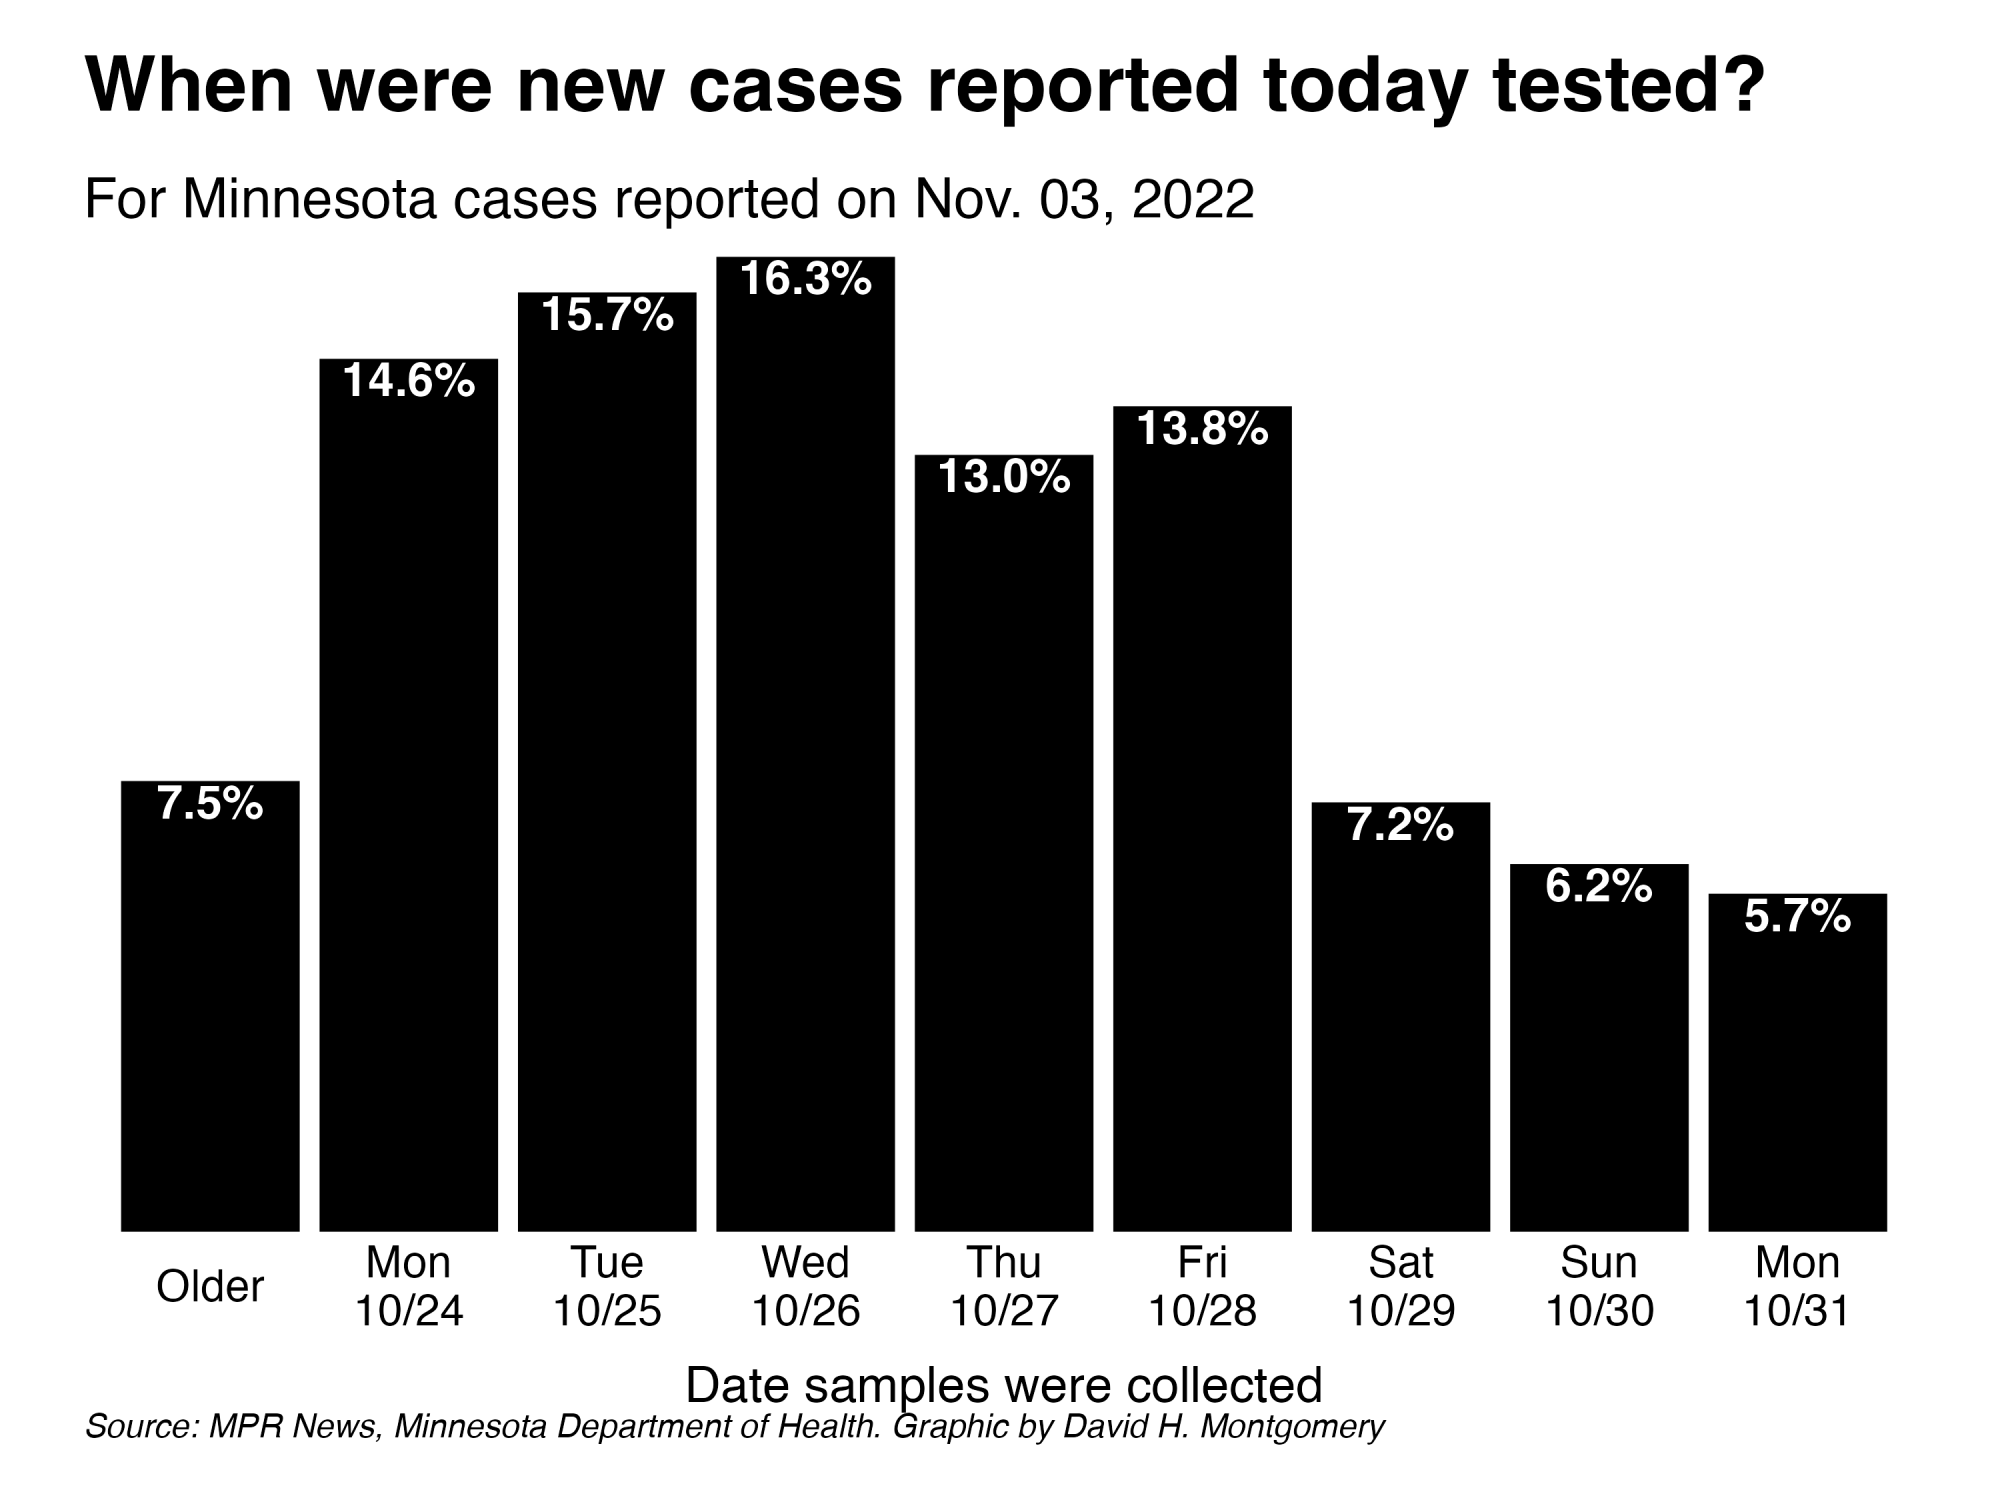 When were new cases reported today tested?
For Minnesota cases reported on Nov. 03, 2022
16.3%
15.7%
14.6%
13.8%
13.0%
7.5%
7.2%
6.2%
5.7%
Older
Mon
10/24
Tue
10/25
Wed
10/26
Thu
10/27
Fri
10/28
Sat
10/29
Sun
10/30
Mon
10/31
Date samples were collected
Source: MPR News, Minnesota Department of Health. Graphic by David H. Montgomery